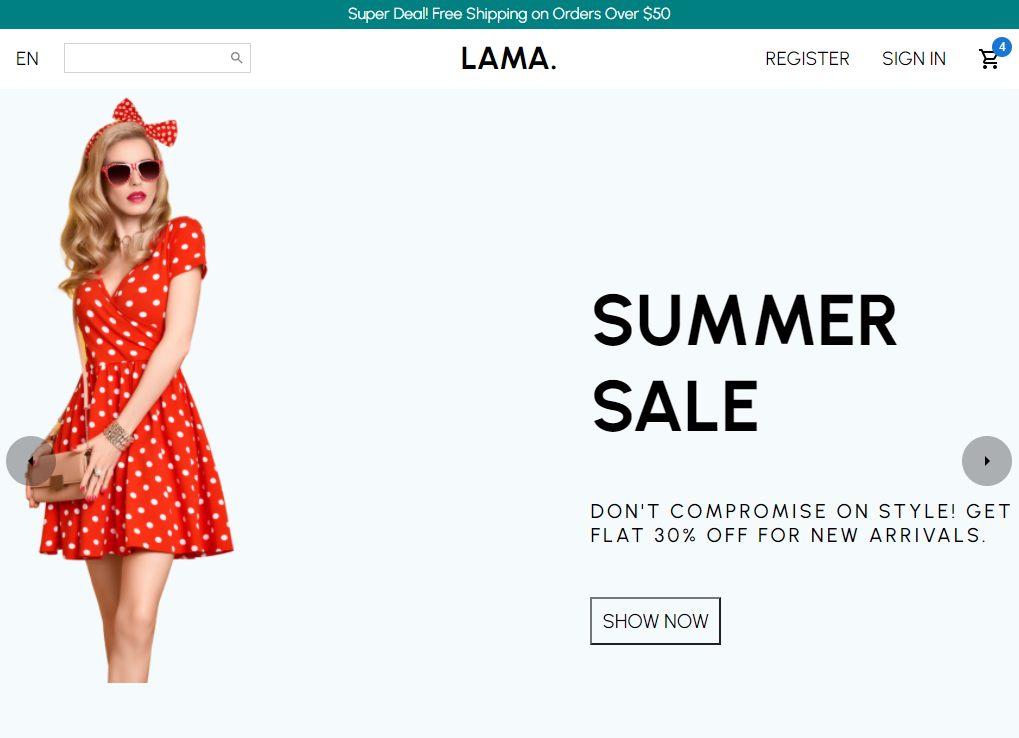 Super Deal! Free Shipping on Orders Over $50
EN
LAMA.
REGISTER
SIGN IN
4
SUMMER
SALE
DON'T COMPROMISE ON STYLE! GET
FLAT 30% OFF FOR NEW ARRIVALS.
SHOW NOW